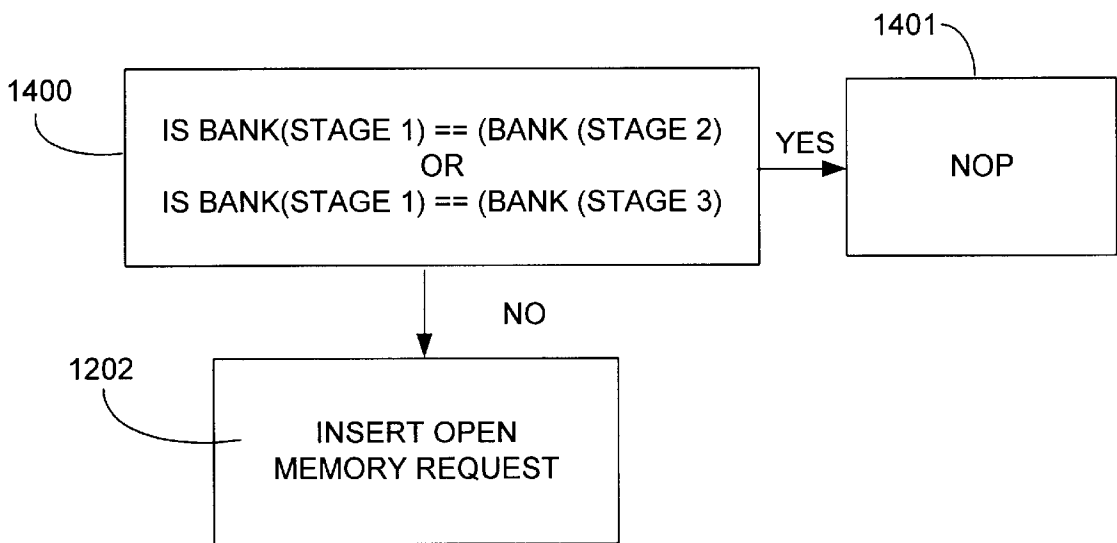 1401
1400
IS BANK(STAGE 1) == (BANK (STAGE 2)
OR
IS BANK(STAGE 1) == (BANK (STAGE 3)
YES
NOP
NO
1202
INSERT OPEN
MEMORY REQUEST